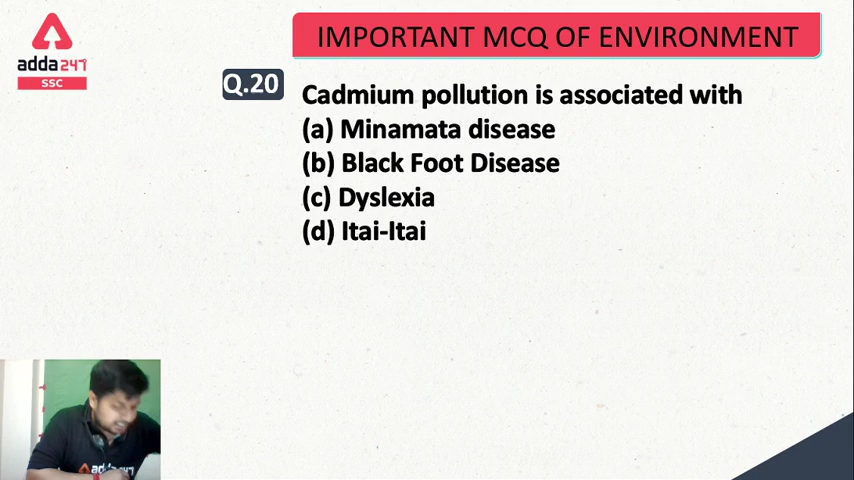 adda247
SSC
IMPORTANT MCQ OF ENVIRONMENT
Q.20
Cadmium pollution is associated with
(a) Minamata disease
(b) Black Foot Disease
(c) Dyslexia
(d) Itai-Itai
adda247